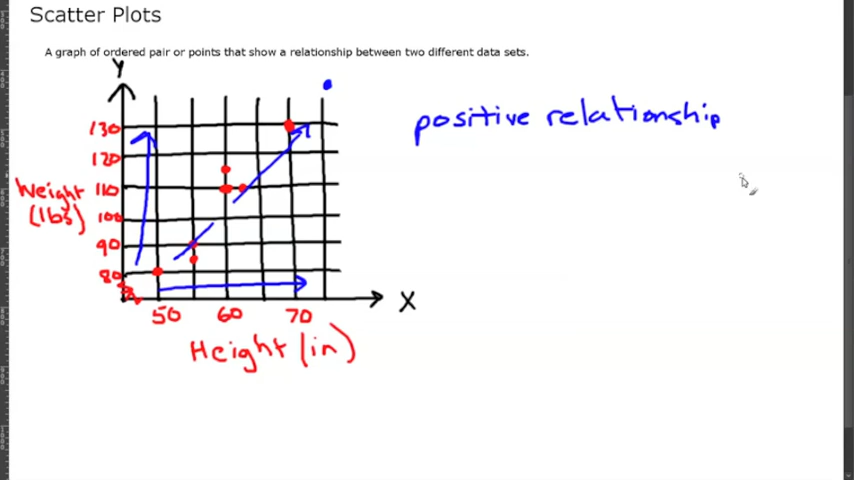 Scatter Plots
A graph of ordered pair or points that show a relationship between two different data sets.
Y
positive relationship
130
120
Weight
(lbs)
110
100
90
80
X
50 60 70
Height (in)